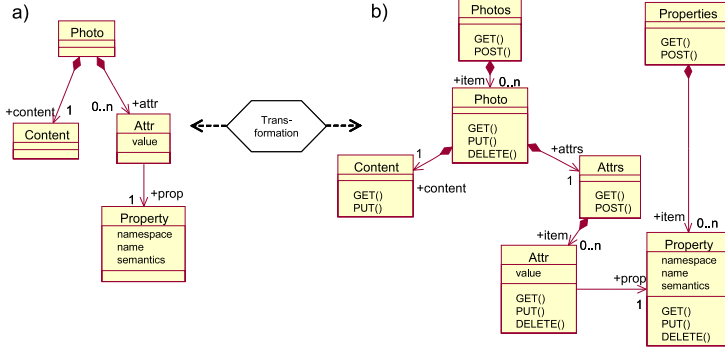 a)
Photo
+content
1
0..n
+attr
Content
Attr
value
1
+prop
Property
namespace
name
semantics
Trans-
formation
b)
Photos
GET()
POST()
+item
0..n
Photo
GET()
PUT()
DELETE()
1
+content
Content
GET()
PUT()
+attrs
1
Attrs
GET()
POST()
+item
0..n
Attr
value
GET()
PUT()
DELETE()
+prop
1
Properties
GET()
POST()
+item
0..n
Property
namespace
name
semantics
GET()
PUT()
DELETE()